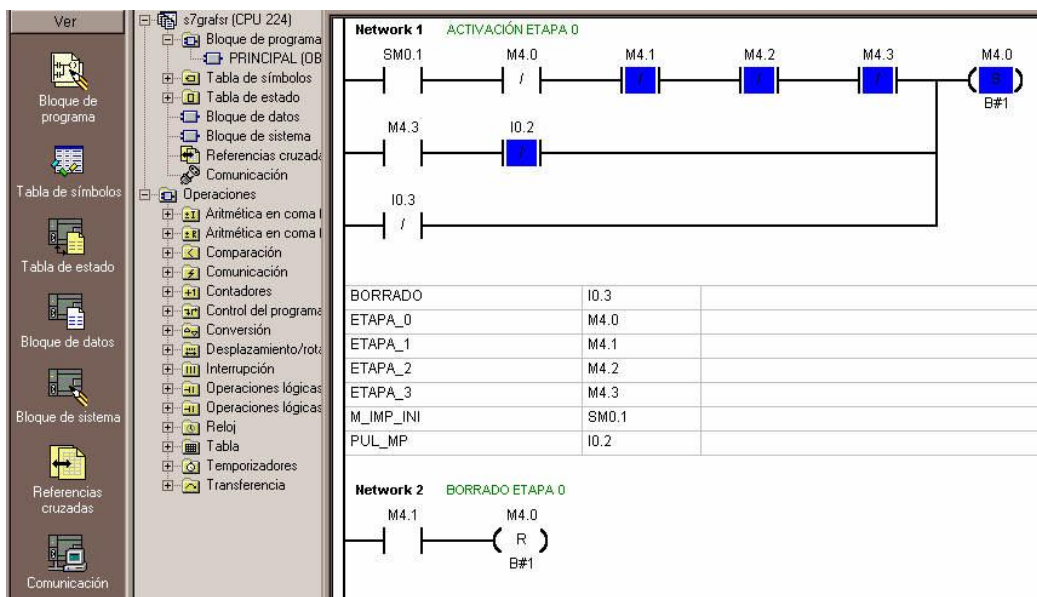 Ver
Bloque de
programa
Tabla de símbolos
Tabla de estado
Bloque de datos
Bloque de sistema
Referencias
cruzadas
Comunicación
s7grafsr (CPU 224)
Bloque de programa
PRINCIPAL (OB
Tabla de símbolos
Tabla de estado
Bloque de datos
Bloque de sistema
Referencias cruzada
Comunicación
Operaciones
Aritmética en coma
Aritmética en coma
Comparación
Comunicación
Contadores
Control del programa
Conversión
Desplazamiento/rota
Interrupción
Operaciones lógicas
Operaciones lógicas
Reloj
Tabla
Temporizadores
Transferencia
Network 1 ACTIVACIÓN ETAPA 0
SM0.1 M4.0 M4.1 M4.2 M4.3 M4.0
/ / / / S
B#1
M4.3 I0.2
/
I0.3
/
BORRADO I0.3
ETAPA_0 M4.0
ETAPA_1 M4.1
ETAPA_2 M4.2
ETAPA_3 M4.3
M_IMP_INI SM0.1
PUL_MP I0.2
Network 2 BORRADO ETAPA 0
M4.1 M4.0
R
B#1